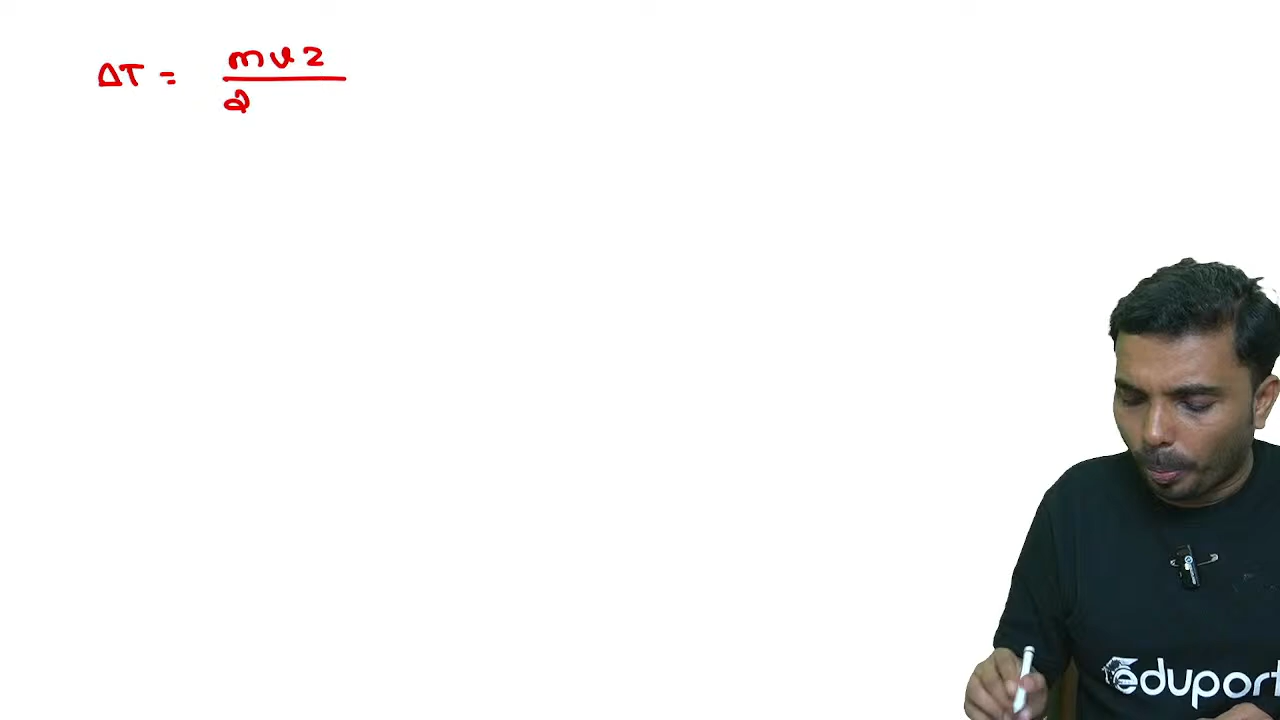 ΔT = mv2 / 2
eduport